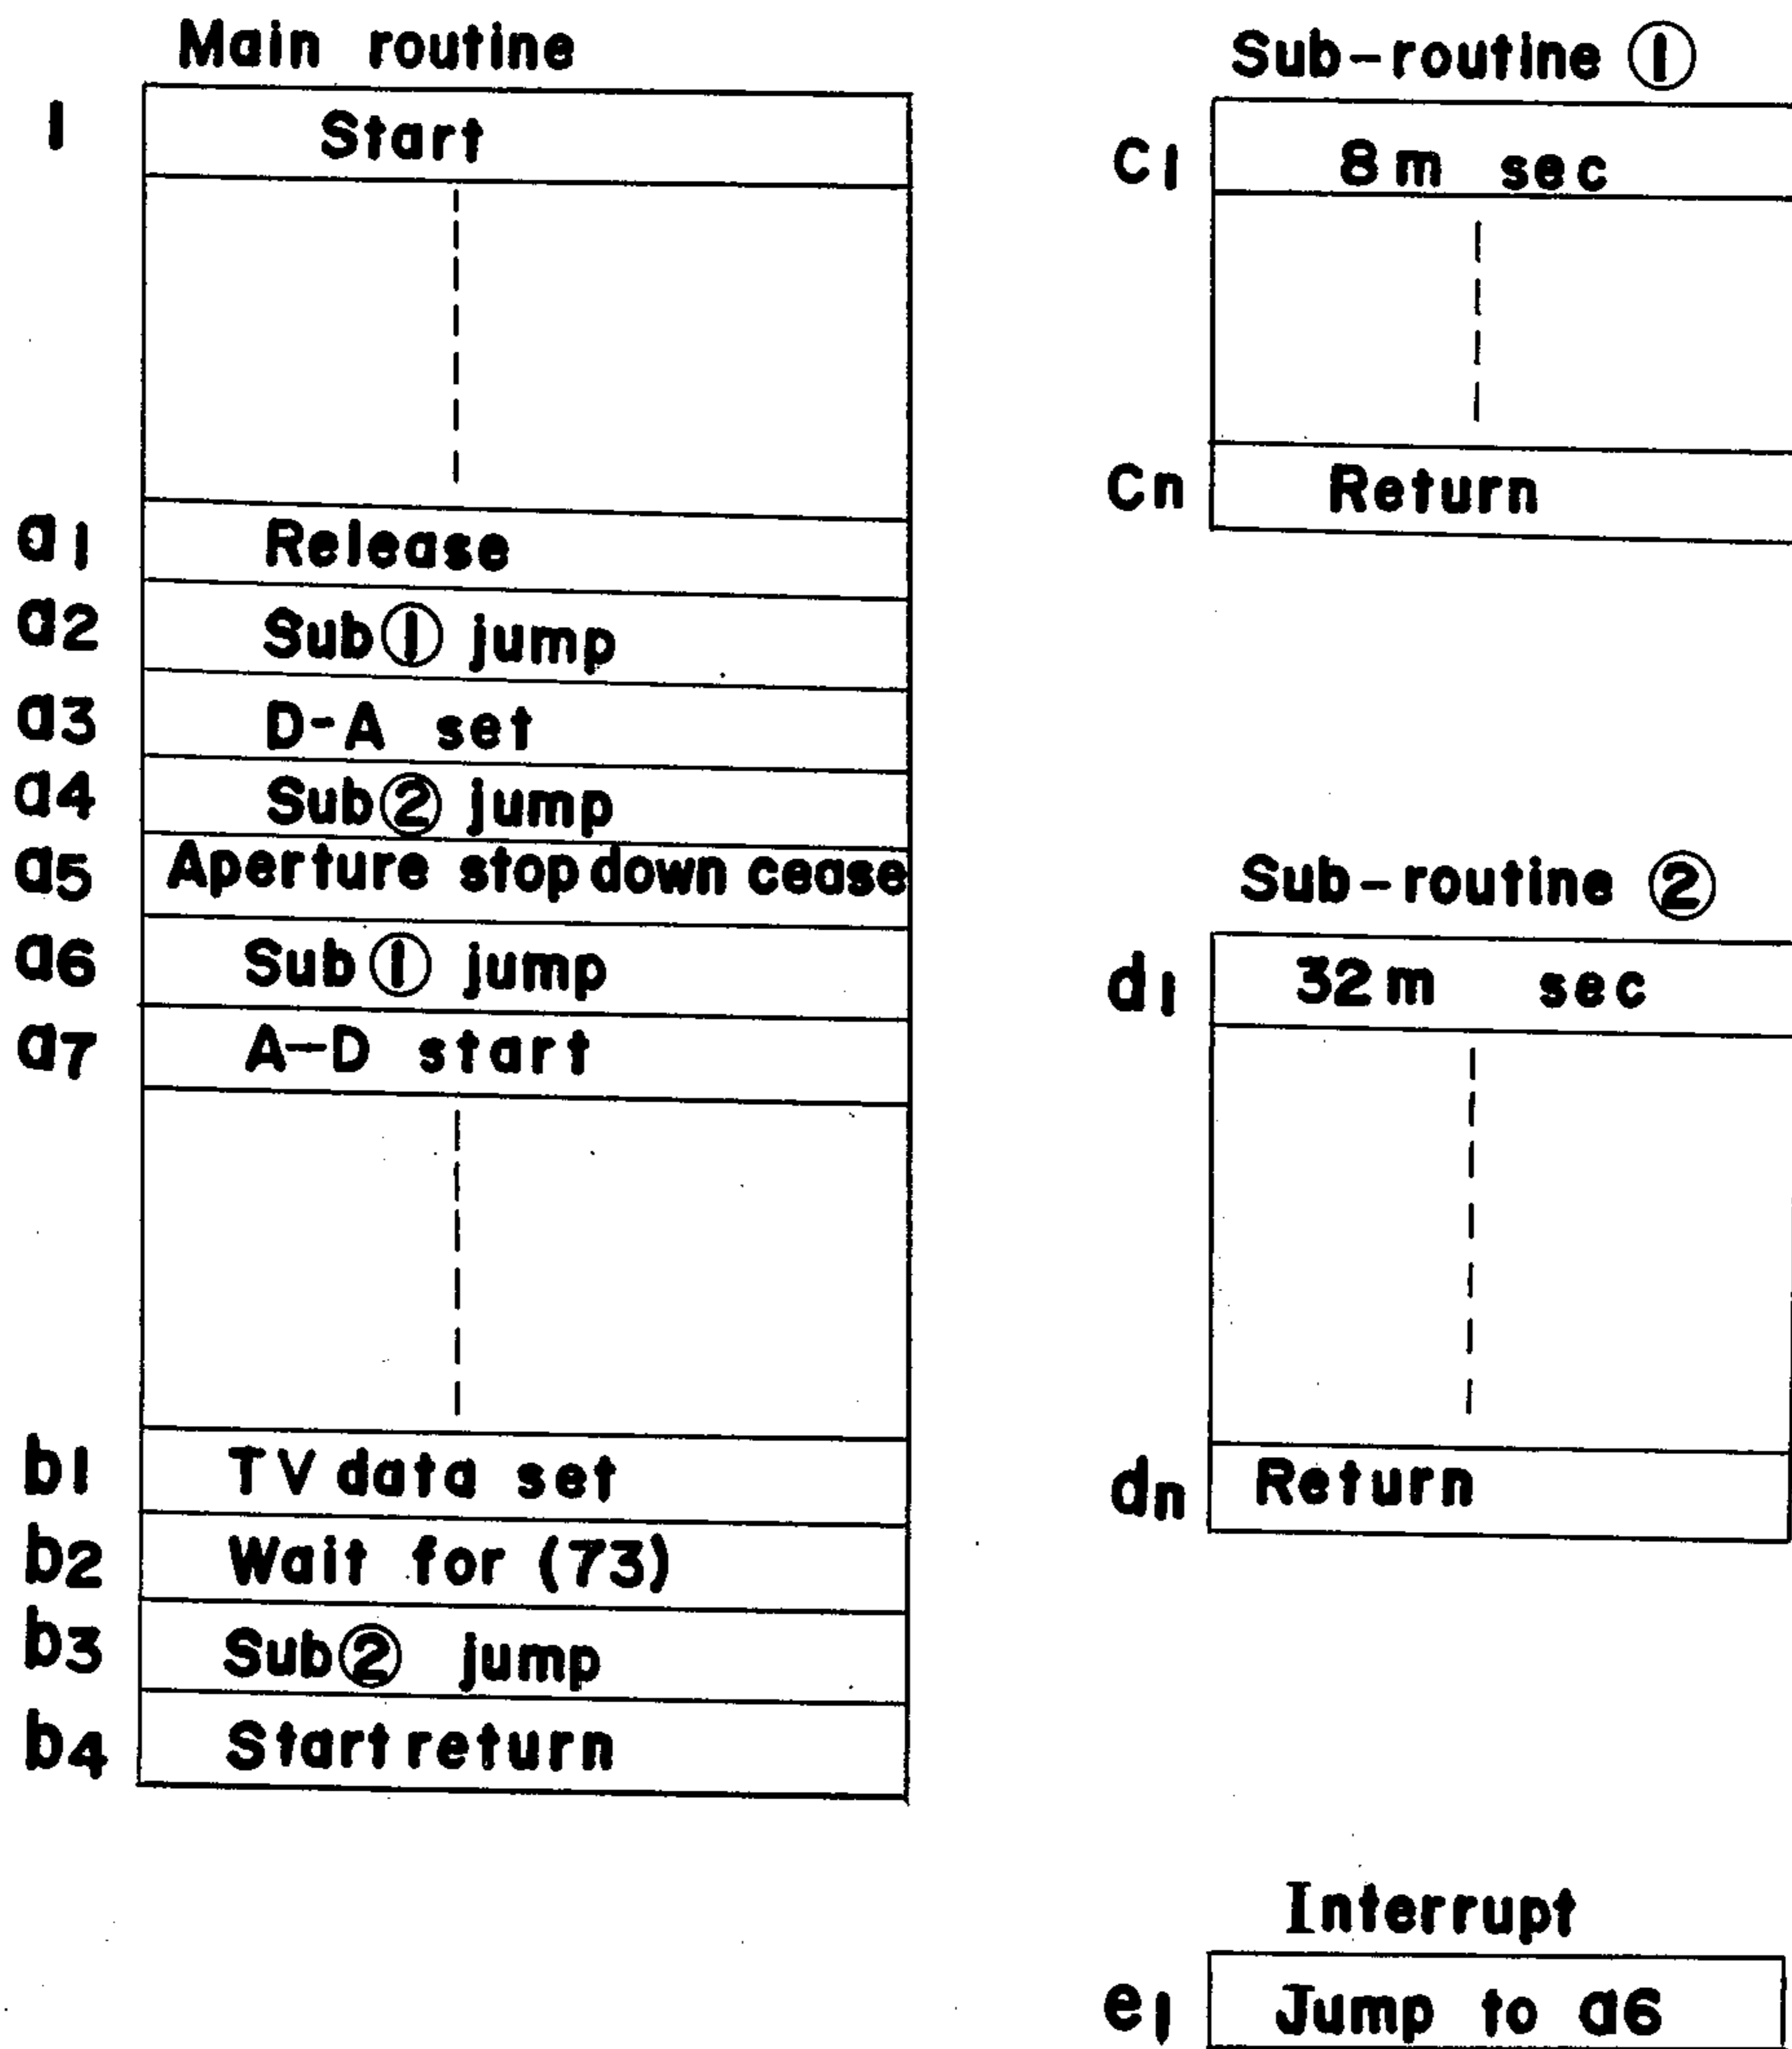 Main routine
1 Start
a1 Release
a2 Sub① jump
a3 D-A set
a4 Sub② jump
a5 Aperture stop down cease
a6 Sub① jump
a7 A-D start
b1 TV data set
b2 Wait for (73)
b3 Sub② jump
b4 Start return
Sub-routine ①
C1 8m sec
Cn Return
Sub-routine ②
d1 32m sec
dn Return
Interrupt
e1 Jump to a6